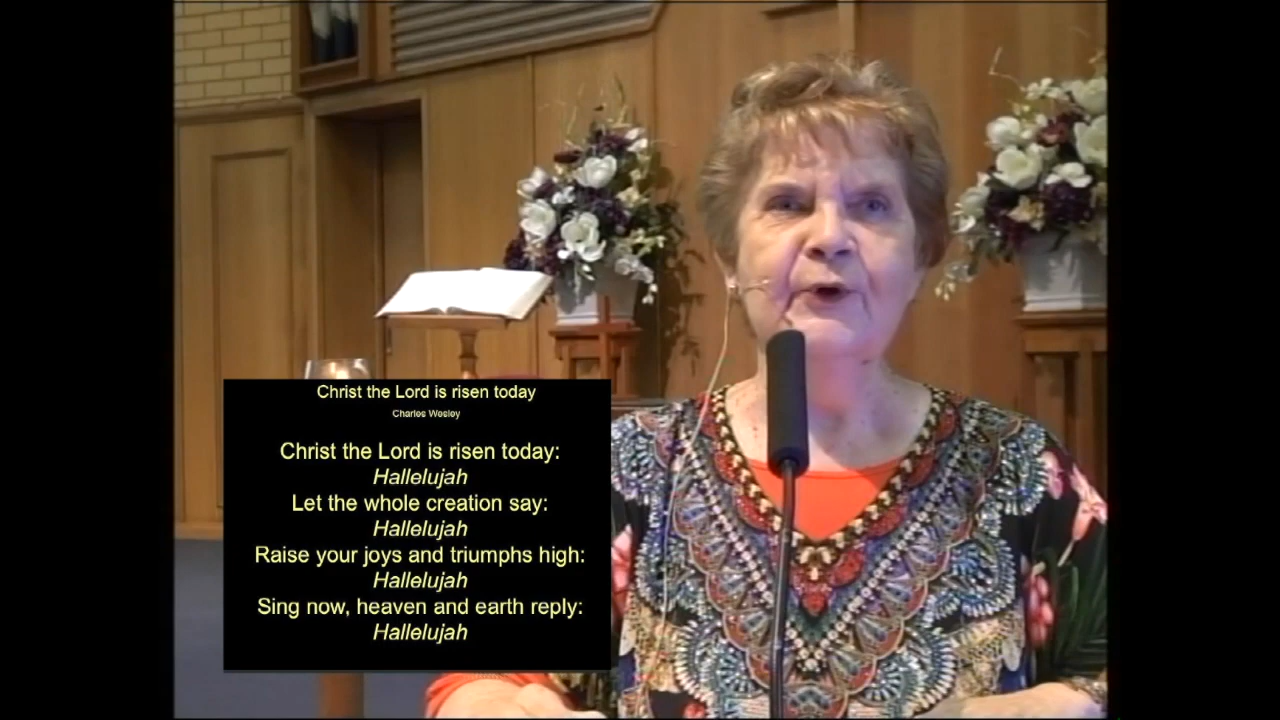 Christ the Lord is risen today
Charles Wesley
Christ the Lord is risen today:
Hallelujah
Let the whole creation say:
Hallelujah
Raise your joys and triumphs high:
Hallelujah
Sing now, heaven and earth reply:
Hallelujah